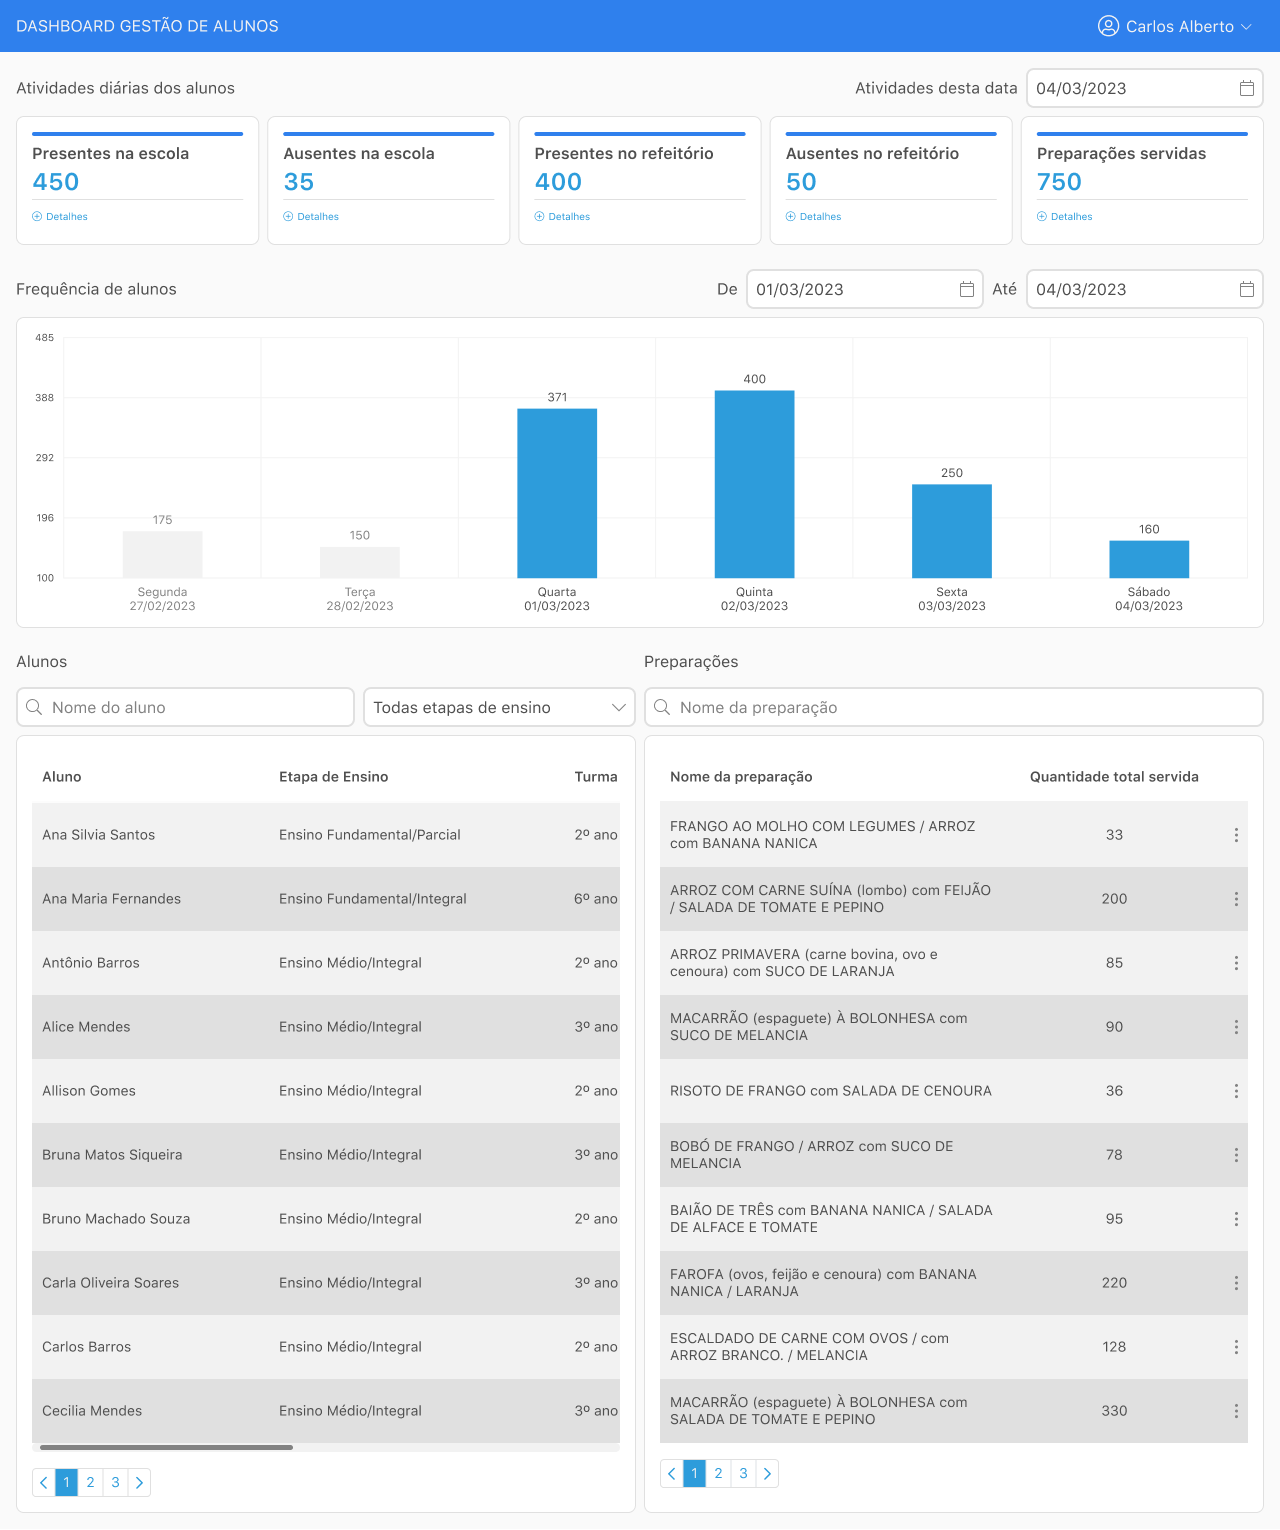 DASHBOARD GESTÃO DE ALUNOS
Carlos Alberto
Atividades diárias dos alunos
Atividades desta data
04/03/2023
Presentes na escola
450
Detalhes
Ausentes na escola
35
Detalhes
Presentes no refeitório
400
Detalhes
Ausentes no refeitório
50
Detalhes
Preparações servidas
750
Detalhes
Frequência de alunos
De
01/03/2023
Até
04/03/2023
485
388
292
196
100
175
150
371
400
250
160
Segunda
27/02/2023
Terça
28/02/2023
Quarta
01/03/2023
Quinta
02/03/2023
Sexta
03/03/2023
Sábado
04/03/2023
Alunos
Nome do aluno
Todas etapas de ensino
Aluno Etapa de Ensino Turma
Ana Silvia Santos Ensino Fundamental/Parcial 2º ano
Ana Maria Fernandes Ensino Fundamental/Integral 6º ano
Antônio Barros Ensino Médio/Integral 2º ano
Alice Mendes Ensino Médio/Integral 3º ano
Allison Gomes Ensino Médio/Integral 2º ano
Bruna Matos Siqueira Ensino Médio/Integral 3º ano
Bruno Machado Souza Ensino Médio/Integral 2º ano
Carla Oliveira Soares Ensino Médio/Integral 3º ano
Carlos Barros Ensino Médio/Integral 2º ano
Cecilia Mendes Ensino Médio/Integral 3º ano
1 2 3
Preparações
Nome da preparação
Nome da preparação Quantidade total servida
FRANGO AO MOLHO COM LEGUMES / ARROZ
com BANANA NANICA
33
ARROZ COM CARNE SUÍNA (lombo) com FEIJÃO
/ SALADA DE TOMATE E PEPINO
200
ARROZ PRIMAVERA (carne bovina, ovo e
cenoura) com SUCO DE LARANJA
85
MACARRÃO (espaguete) À BOLONHESA com
SUCO DE MELANCIA
90
RISOTO DE FRANGO com SALADA DE CENOURA
36
BOBÓ DE FRANGO / ARROZ com SUCO DE
MELANCIA
78
BAIÃO DE TRÊS com BANANA NANICA / SALADA
DE ALFACE E TOMATE
95
FAROFA (ovos, feijão e cenoura) com BANANA
NANICA / LARANJA
220
ESCALDADO DE CARNE COM OVOS / com
ARROZ BRANCO. / MELANCIA
128
MACARRÃO (espaguete) À BOLONHESA com
SALADA DE TOMATE E PEPINO
330
1 2 3